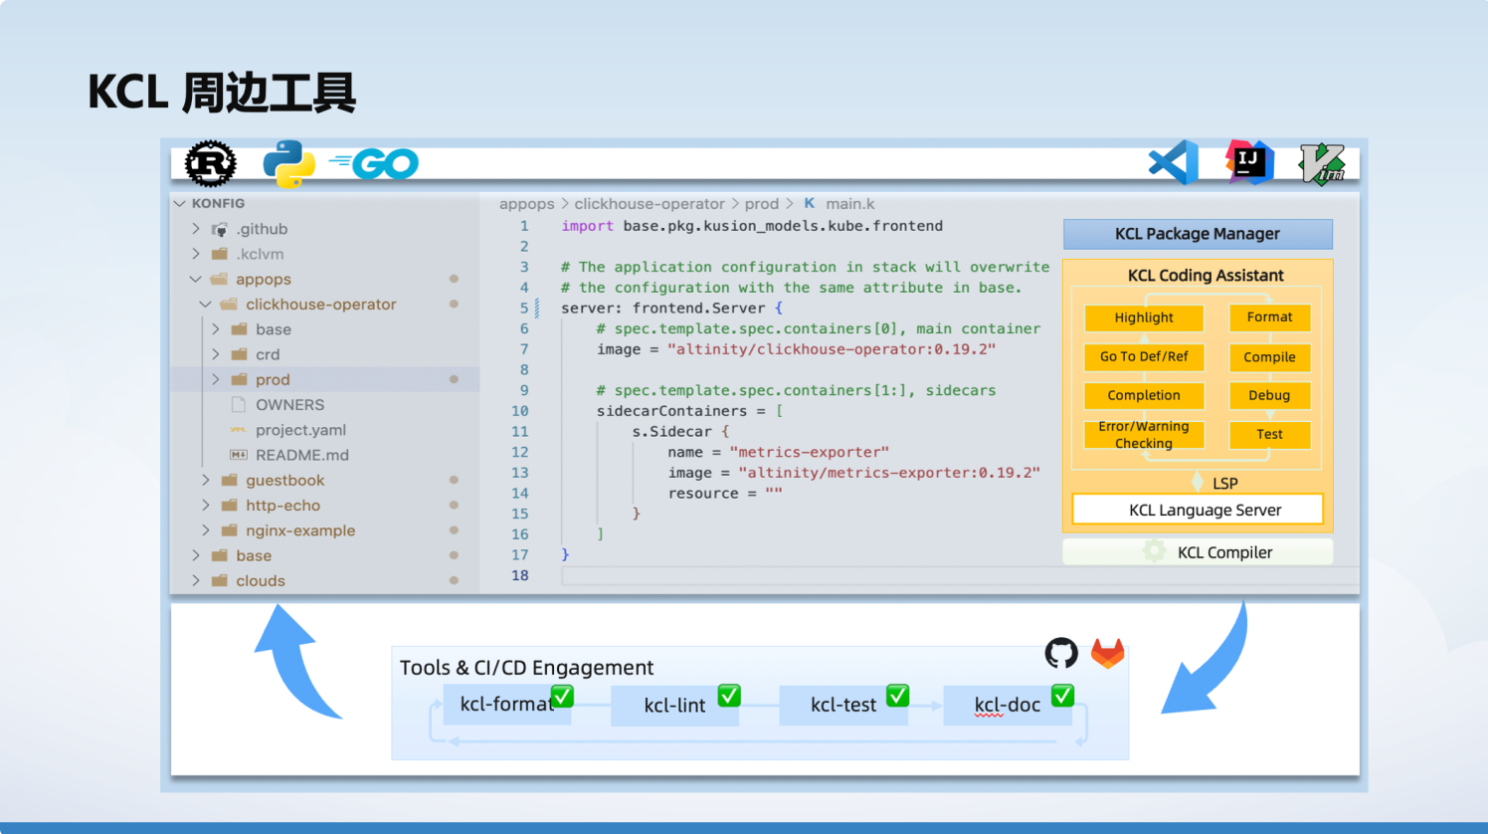 KCL 周边工具
R
GO
IJ
Vim
KONFIG
.github
.kclvm
appops
clickhouse-operator
base
crd
prod
OWNERS
project.yaml
README.md
guestbook
http-echo
nginx-example
base
clouds
appops > clickhouse-operator > prod > K main.k
1 import base.pkg.kusion_models.kube.frontend
2
3 # The application configuration in stack will overwrite
4 # the configuration with the same attribute in base.
5 server: frontend.Server {
6 # spec.template.spec.containers[0], main container
7 image = "altinity/clickhouse-operator:0.19.2"
8
9 # spec.template.spec.containers[1:], sidecars
10 sidecarContainers = [
11 s.Sidecar {
12 name = "metrics-exporter"
13 image = "altinity/metrics-exporter:0.19.2"
14 resource = ""
15 }
16 ]
17 }
18
KCL Package Manager
KCL Coding Assistant
Highlight
Format
Go To Def/Ref
Compile
Completion
Debug
Error/Warning
Checking
Test
LSP
KCL Language Server
KCL Compiler
Tools & CI/CD Engagement
kcl-format
kcl-lint
kcl-test
kcl-doc